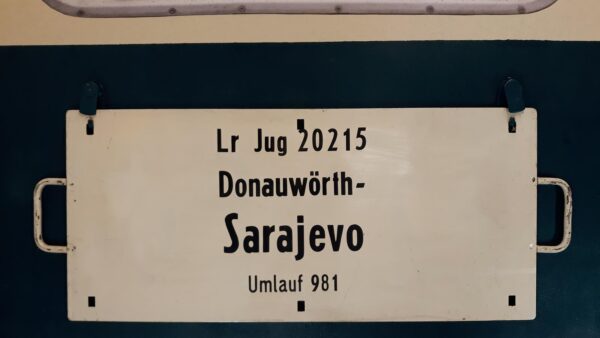 Lr Jug 20215
Donauwörth-
Sarajevo
Umlauf 981